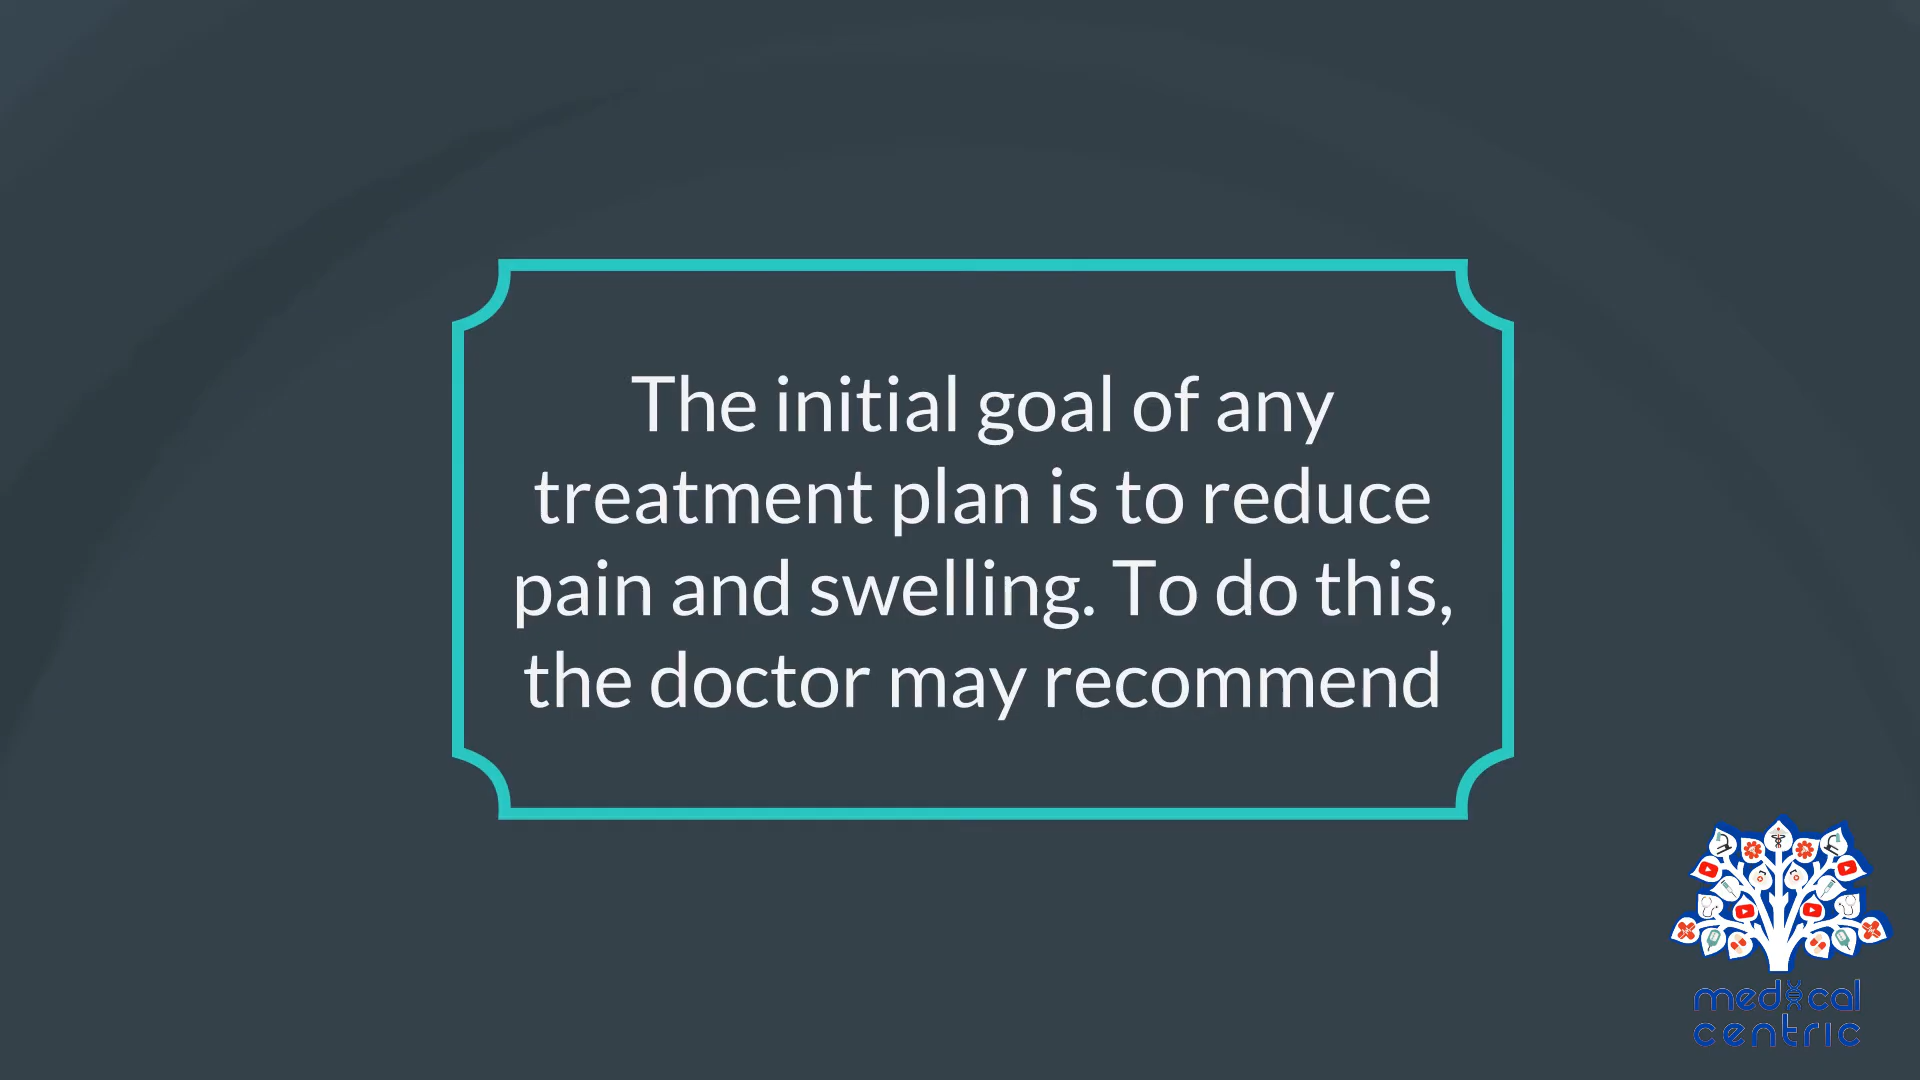 The initial goal of any
treatment plan is to reduce
pain and swelling. To do this,
the doctor may recommend
medical
centric